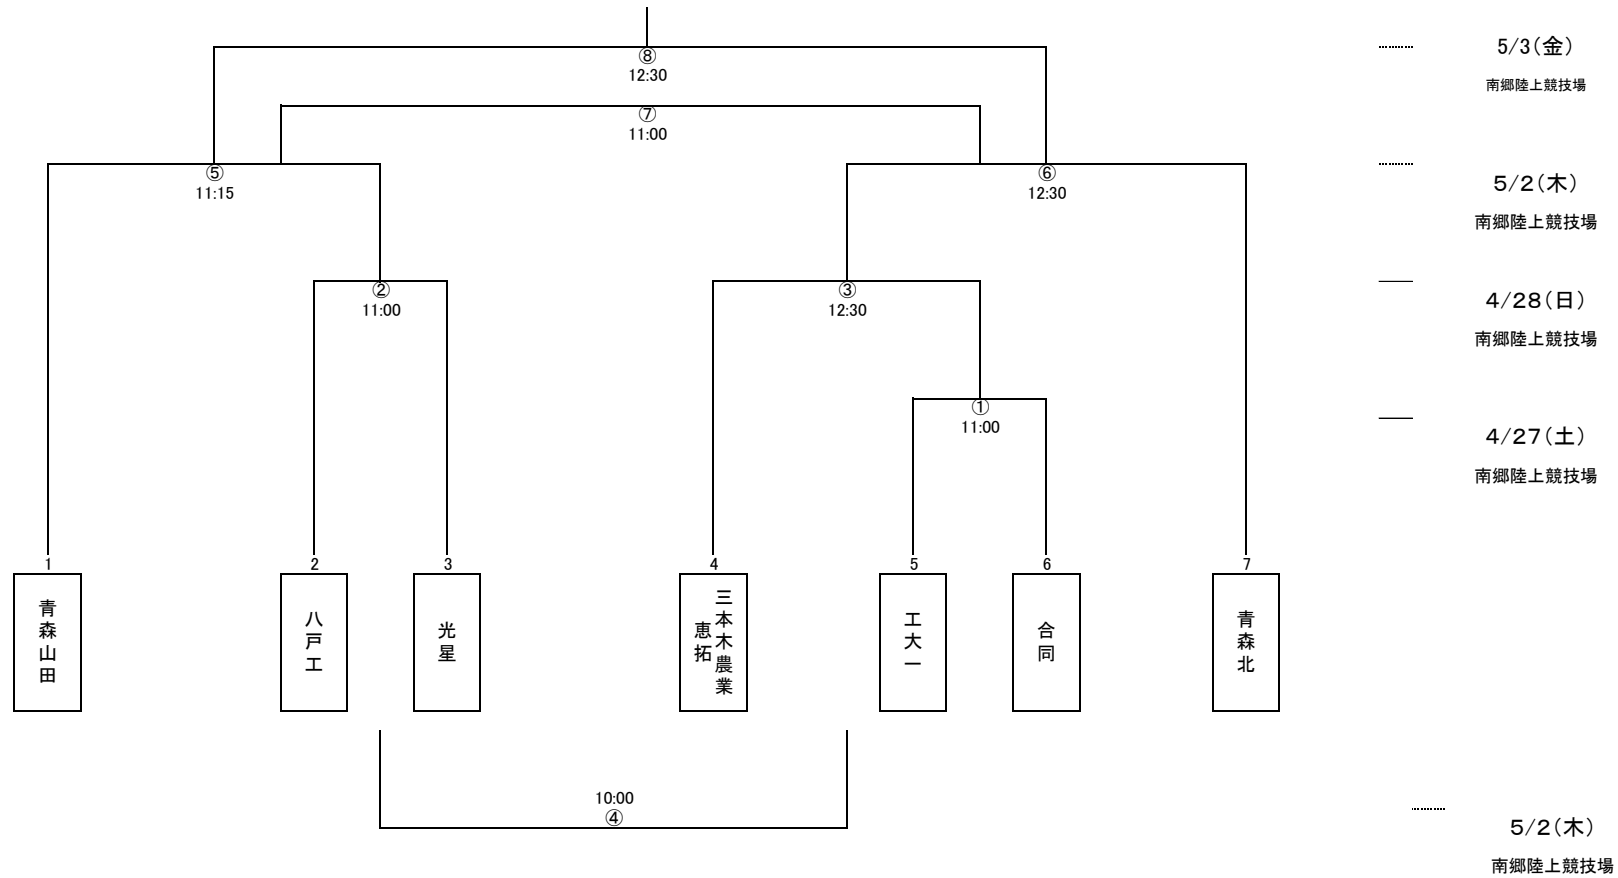 ⑧
12:30
5/3(金)
南郷陸上競技場
⑦
11:00
⑤
11:15
⑥
12:30
5/2(木)
南郷陸上競技場
②
11:00
③
12:30
4/28(日)
南郷陸上競技場
①
11:00
4/27(土)
南郷陸上競技場
1
2
3
4
5
6
7
青森山田
八戸工
光星
三本木農業
恵拓
工大一
合同
青森北
10:00
④
5/2(木)
南郷陸上競技場